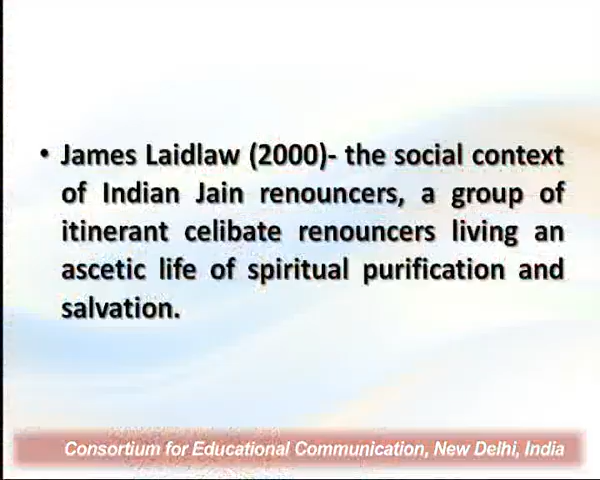 • James Laidlaw (2000)- the social context
of Indian Jain renouncers, a group of
itinerant celibate renouncers living an
ascetic life of spiritual purification and
salvation.
Consortium for Educational Communication, New Delhi, India